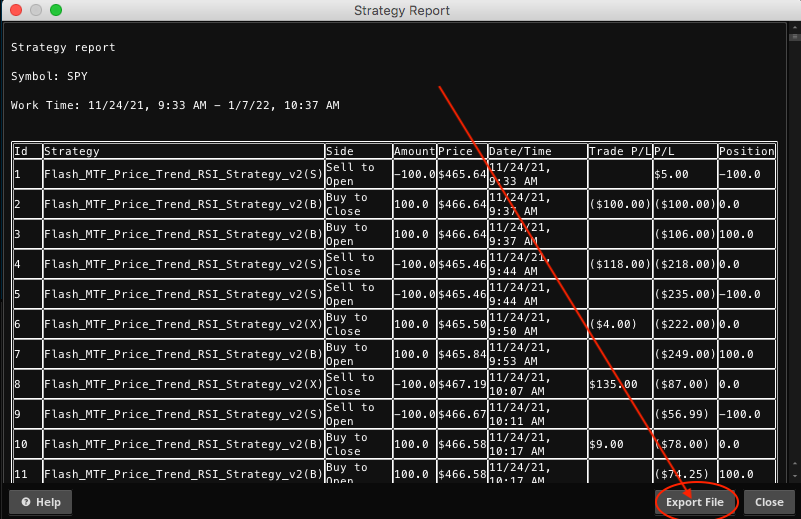 Strategy Report
Strategy report
Symbol: SPY
Work Time: 11/24/21, 9:33 AM - 1/7/22, 10:37 AM
Id Strategy Side Amount Price Date/Time Trade P/L P/L Position
1 Flash_MTF_Price_Trend_RSI_Strategy_v2(S) Sell to Open -100.0 $465.64 11/24/21, 9:33 AM $5.00 -100.0
2 Flash_MTF_Price_Trend_RSI_Strategy_v2(B) Buy to Close 100.0 $466.64 11/24/21, 9:37 AM ($100.00) ($100.00) 0.0
3 Flash_MTF_Price_Trend_RSI_Strategy_v2(B) Buy to Open 100.0 $466.64 11/24/21, 9:37 AM ($106.00) 100.0
4 Flash_MTF_Price_Trend_RSI_Strategy_v2(S) Sell to Close -100.0 $465.46 11/24/21, 9:44 AM ($118.00) ($218.00) 0.0
5 Flash_MTF_Price_Trend_RSI_Strategy_v2(S) Sell to Open -100.0 $465.46 11/24/21, 9:44 AM ($235.00) -100.0
6 Flash_MTF_Price_Trend_RSI_Strategy_v2(X) Buy to Close 100.0 $465.50 11/24/21, 9:50 AM ($4.00) ($222.00) 0.0
7 Flash_MTF_Price_Trend_RSI_Strategy_v2(B) Buy to Open 100.0 $465.84 11/24/21, 9:53 AM ($249.00) 100.0
8 Flash_MTF_Price_Trend_RSI_Strategy_v2(X) Sell to Close -100.0 $467.19 11/24/21, 10:07 AM $135.00 ($87.00) 0.0
9 Flash_MTF_Price_Trend_RSI_Strategy_v2(S) Sell to Open -100.0 $466.67 11/24/21, 10:11 AM ($56.99) -100.0
10 Flash_MTF_Price_Trend_RSI_Strategy_v2(B) Buy to Close 100.0 $466.58 11/24/21, 10:17 AM $9.00 ($78.00) 0.0
11 Flash_MTF_Price_Trend_RSI_Strategy_v2(B) Buy to Open 100.0 $466.58 11/24/21, 10:17 AM ($74.25) 100.0
? Help Export File Close